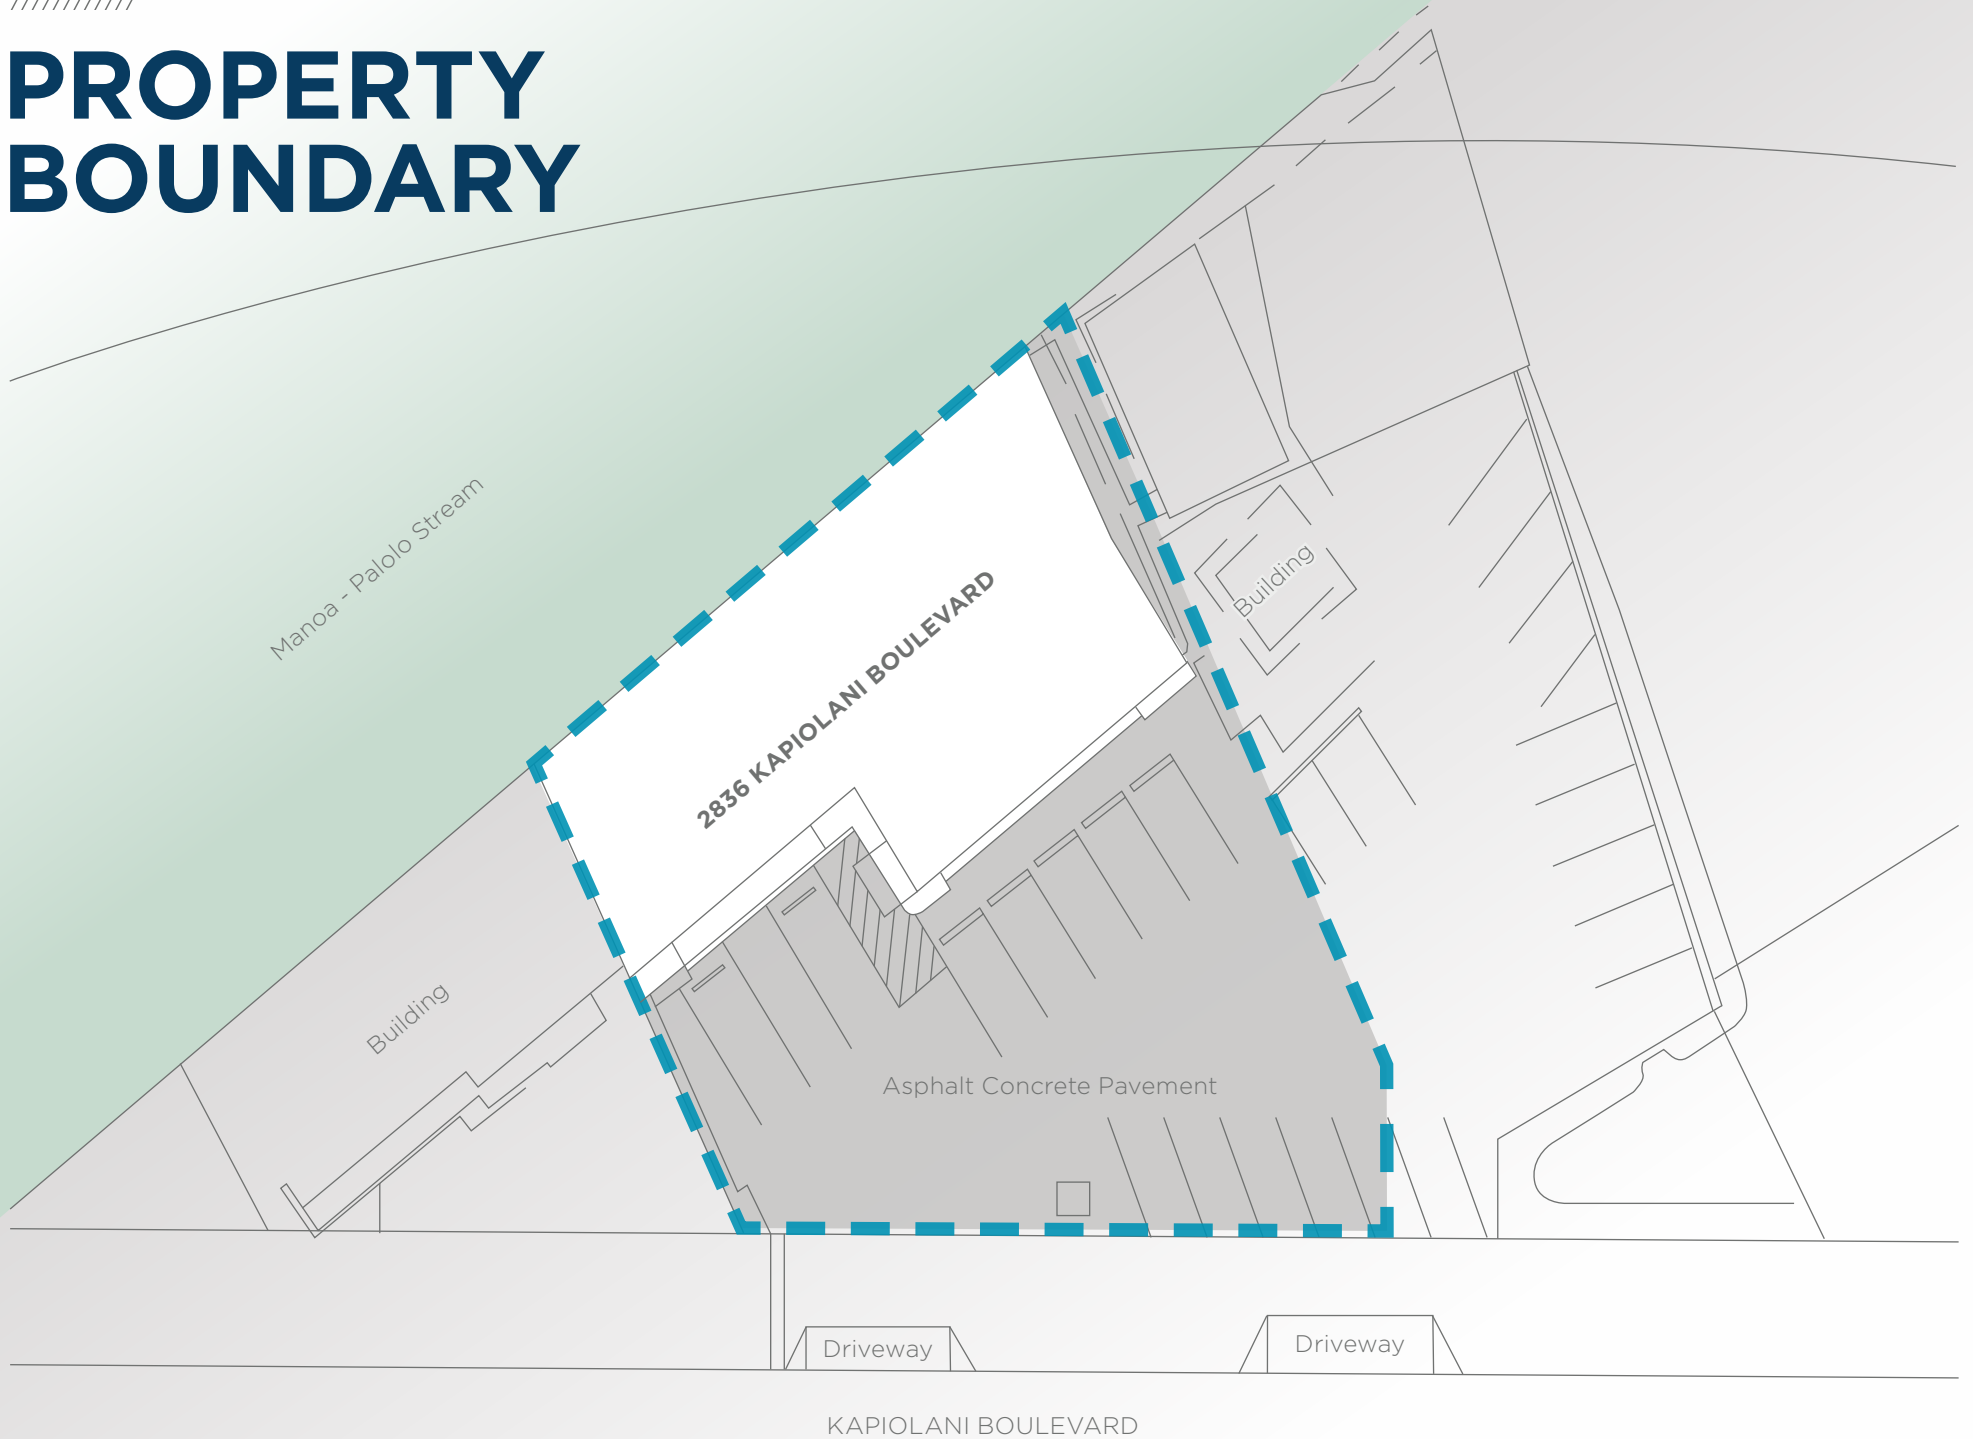 PROPERTY
BOUNDARY
Manoa - Palolo Stream
Building
2836 KAPIOLANI BOULEVARD
Building
Asphalt Concrete Pavement
Driveway
Driveway
KAPIOLANI BOULEVARD